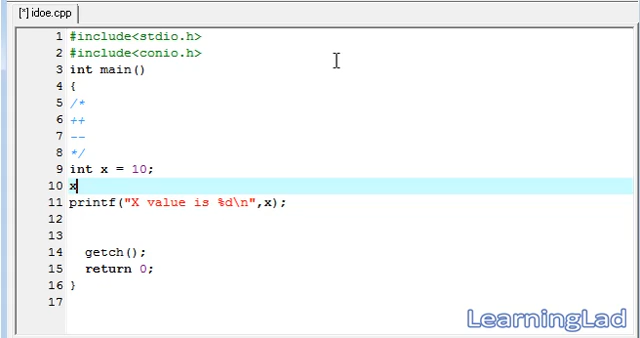 [*] idoe.cpp
1 #include<stdio.h>
2 #include<conio.h>
3 int main()
4 {
5 /*
6 ++
7 --
8 */
9 int x = 10;
10 x
11 printf("X value is %d\n",x);
12
13
14 getch();
15 return 0;
16 }
17
LearningLad